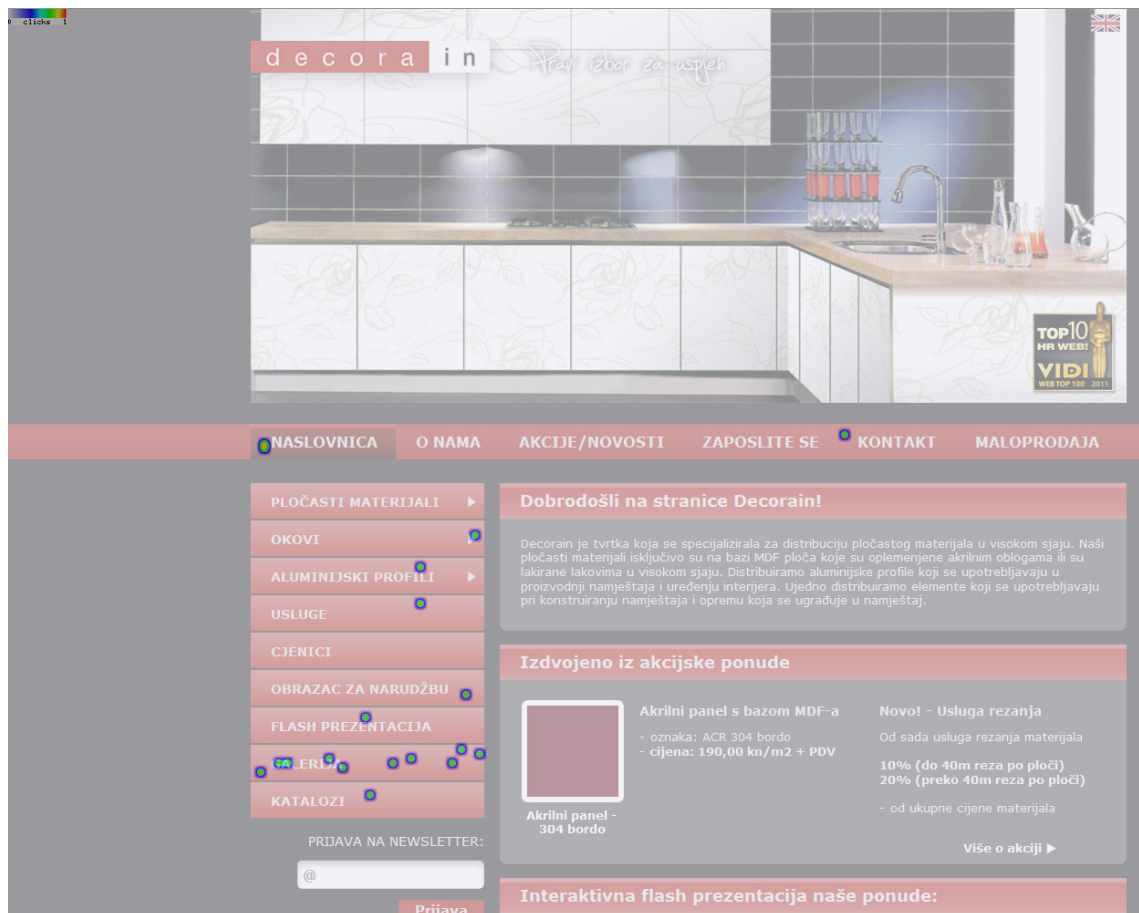 0 clicks 1
decora in
Pravi izbor za uspjeh
TOP10
HR WEB!
VIDI
WEB TOP 100 2011
NASLOVNICA O NAMA AKCIJE/NOVOSTI ZAPOSLITE SE KONTAKT MALOPRODAJA
PLOČASTI MATERIJALI
OKOVI
ALUMINIJSKI PROFILI
USLUGE
CJENICI
OBRAZAC ZA NARUDŽBU
FLASH PREZENTACIJA
GALERIJA
KATALOZI
PRIJAVA NA NEWSLETTER:
@
Prijava
Dobrodošli na stranice Decorain!
Decorain je tvrtka koja se specijalizirala za distribuciju pločastog materijala u visokom sjaju. Naši
pločasti materijali isključivo su na bazi MDF ploča koje su oplemenjene akrilnim oblogama ili su
lakirane lakovima u visokom sjaju. Distribuiramo aluminijske profile koji se upotrebljavaju u
proizvodnji namještaja i uređenju interijera. Ujedno distribuiramo elemente koji se upotrebljavaju
pri konstruiranju namještaja i opremu koja se ugrađuje u namještaj.
Izdvojeno iz akcijske ponude
Akrilni panel -
304 bordo
Akrilni panel s bazom MDF-a
- oznaka: ACR 304 bordo
- cijena: 190,00 kn/m2 + PDV
Novo! - Usluga rezanja
Od sada usluga rezanja materijala
10% (do 40m reza po ploči)
20% (preko 40m reza po ploči)
- od ukupne cijene materijala
Više o akciji
Interaktivna flash prezentacija naše ponude: